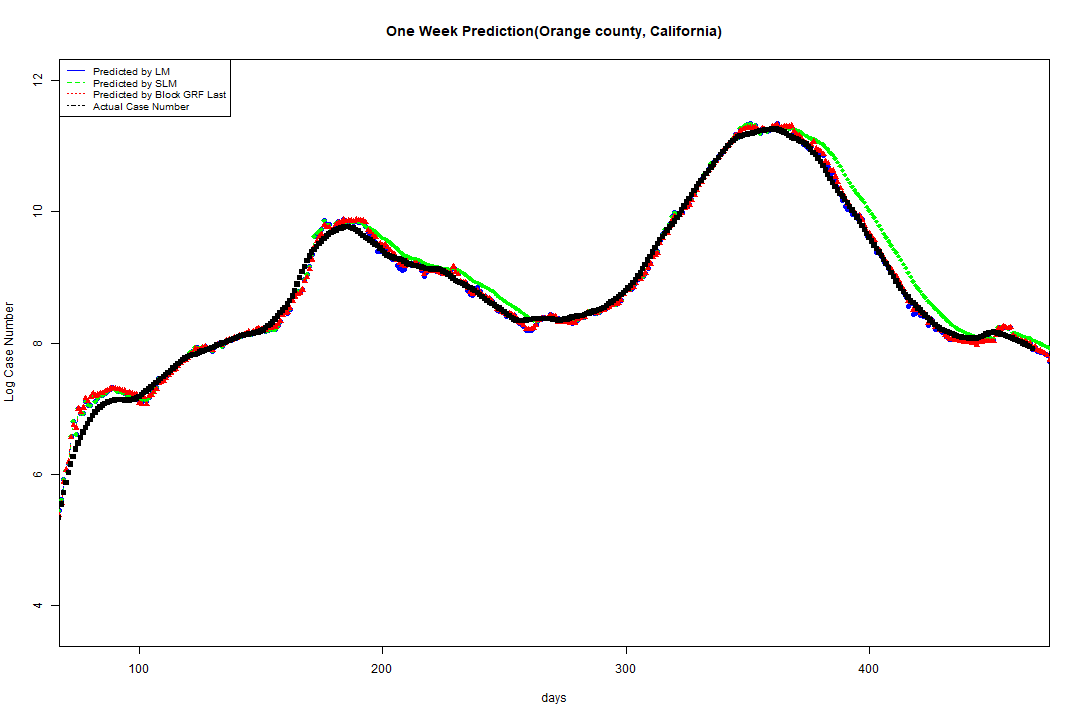 One Week Prediction(Orange county, California)
Predicted by LM
Predicted by SLM
Predicted by Block GRF Last
Actual Case Number
12
10
8
6
4
Log Case Number
100 200 300 400
days